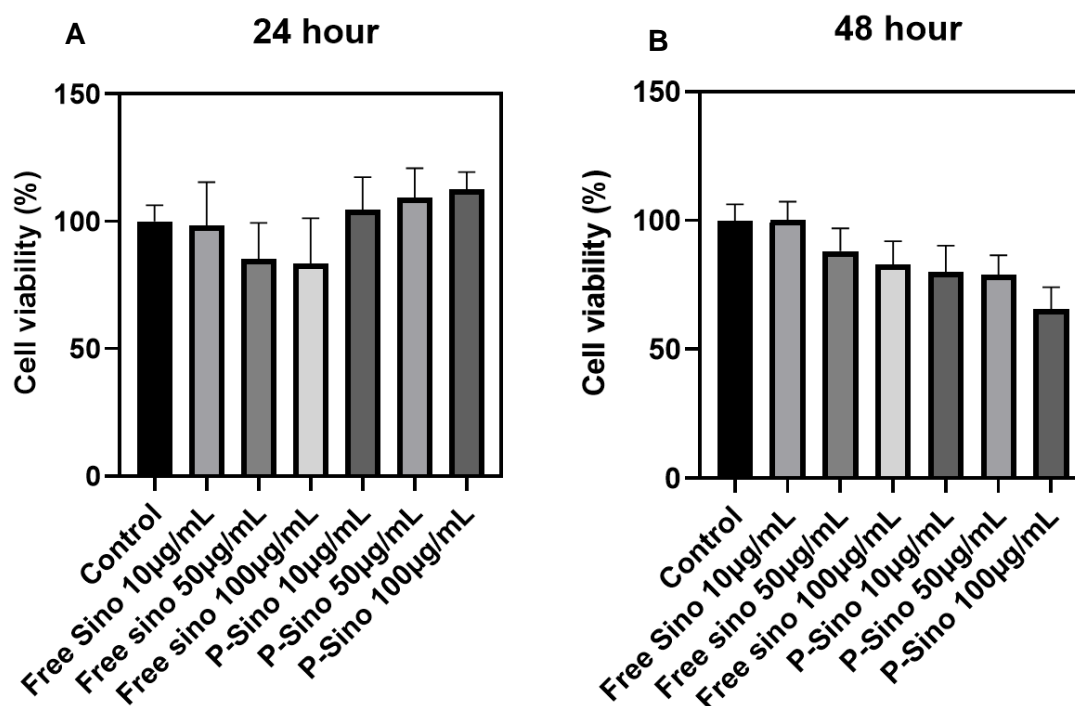 A
24 hour
Cell viability (%)
150
100
50
0
Control
Free Sino 10µg/mL
Free sino 50µg/mL
Free sino 100µg/mL
P-Sino 10µg/mL
P-Sino 50µg/mL
P-Sino 100µg/mL
B
48 hour
Cell viability (%)
150
100
50
0
Control
Free Sino 10µg/mL
Free sino 50µg/mL
Free sino 100µg/mL
P-Sino 10µg/mL
P-Sino 50µg/mL
P-Sino 100µg/mL